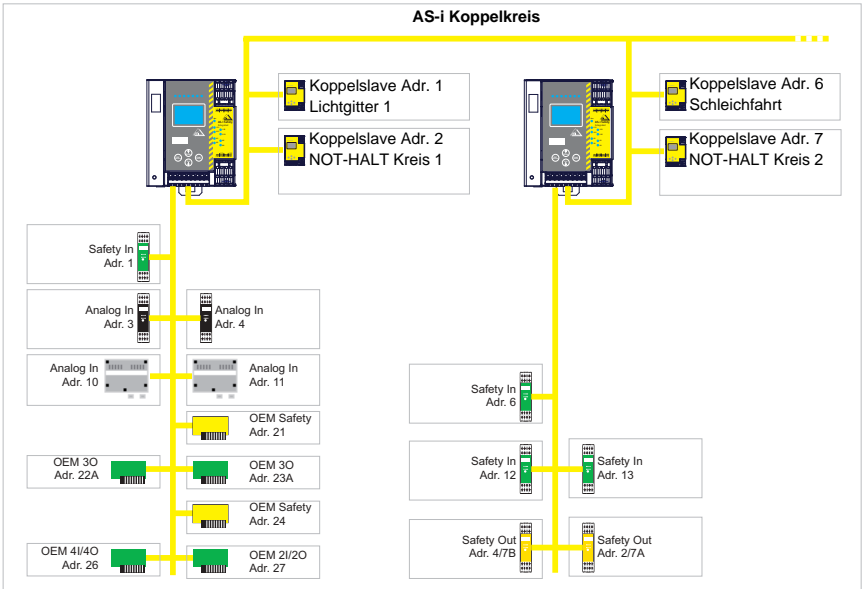 AS-i Koppelkreis
Koppelslave Adr. 1
Lichtgitter 1
Koppelslave Adr. 2
NOT-HALT Kreis 1
Koppelslave Adr. 6
Schleichfahrt
Koppelslave Adr. 7
NOT-HALT Kreis 2
Safety In
Adr. 1
Analog In
Adr. 3
Analog In
Adr. 4
Analog In
Adr. 10
Analog In
Adr. 11
OEM Safety
Adr. 21
OEM 3O
Adr. 22A
OEM 3O
Adr. 23A
OEM Safety
Adr. 24
OEM 4I/4O
Adr. 26
OEM 2I/2O
Adr. 27
Safety In
Adr. 6
Safety In
Adr. 12
Safety In
Adr. 13
Safety Out
Adr. 4/7B
Safety Out
Adr. 2/7A